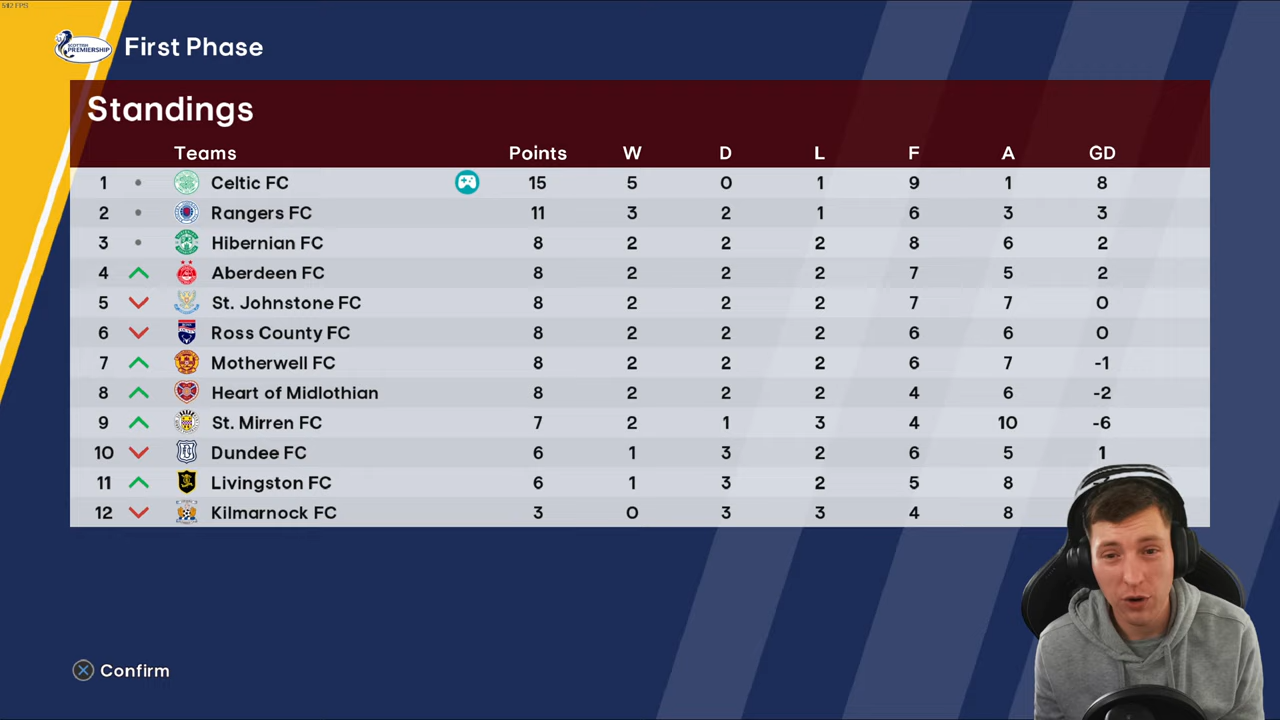 582 FPS
SCOTTISH PREMIERSHIP First Phase
Standings
Teams Points W D L F A GD
1 Celtic FC 15 5 0 1 9 1 8
2 Rangers FC 11 3 2 1 6 3 3
3 Hibernian FC 8 2 2 2 8 6 2
4 Aberdeen FC 8 2 2 2 7 5 2
5 St. Johnstone FC 8 2 2 2 7 7 0
6 Ross County FC 8 2 2 2 6 6 0
7 Motherwell FC 8 2 2 2 6 7 -1
8 Heart of Midlothian 8 2 2 2 4 6 -2
9 St. Mirren FC 7 2 1 3 4 10 -6
10 Dundee FC 6 1 3 2 6 5 1
11 Livingston FC 6 1 3 2 5 8
12 Kilmarnock FC 3 0 3 3 4 8
Confirm